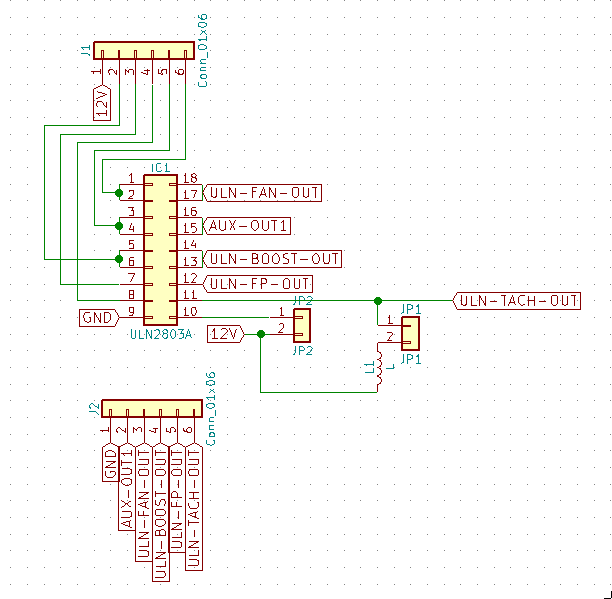 J1
Conn_01x06
1 2 3 4 5 6
12V
IC1
1 18
2 17 ULN-FAN-OUT
3 16
4 15 AUX-OUT1
5 14
6 13 ULN-BOOST-OUT
7 12 ULN-FP-OUT
8 11 ULN-TACH-OUT
GND 9 10
ULN2803A
JP2
1
12V 2
JP2
JP1
1
2
JP1
L1 L
J2
Conn_01x06
1 2 3 4 5 6
GND
AUX-OUT1
ULN-FAN-OUT
ULN-BOOST-OUT
ULN-FP-OUT
ULN-TACH-OUT